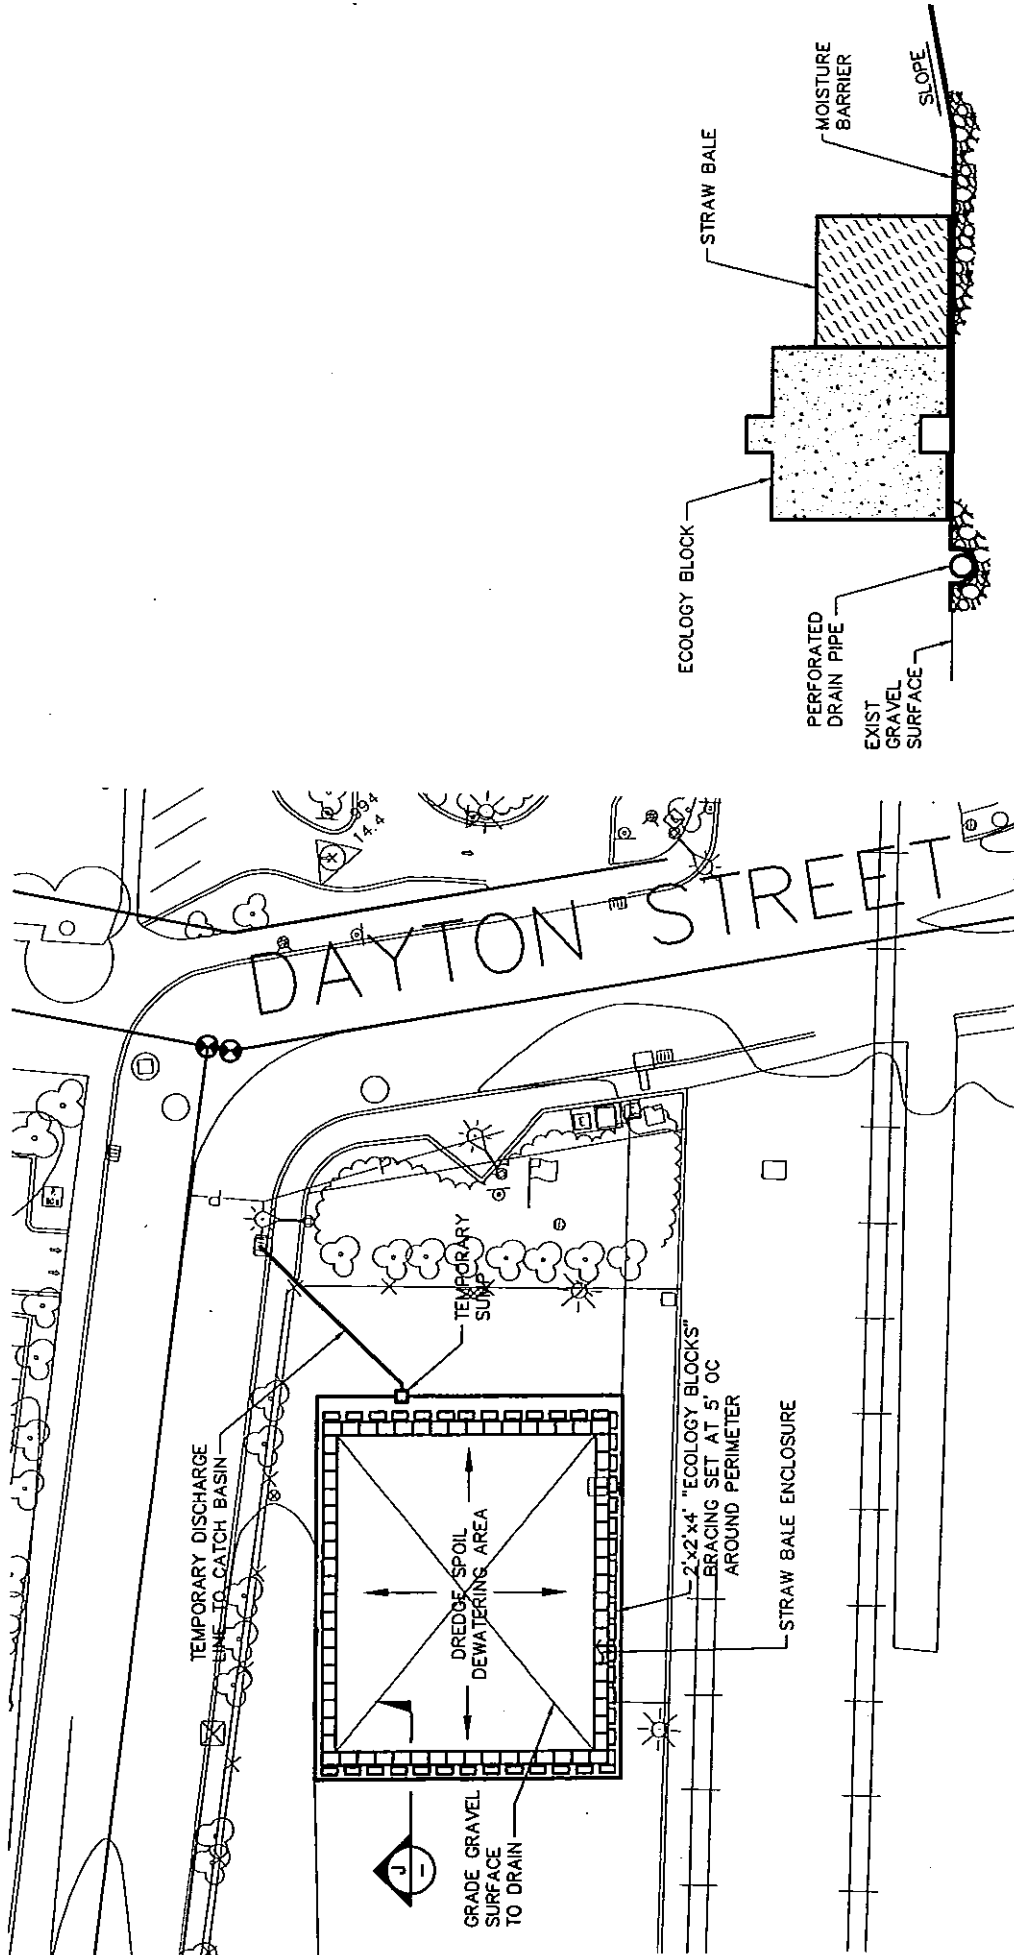 STRAW BALE
MOISTURE
BARRIER
SLOPE
ECOLOGY BLOCK
PERFORATED
DRAIN PIPE
EXIST
GRAVEL
SURFACE
994
14.4
DAYTON STREET
TEMPORARY
SUMP
TEMPORARY DISCHARGE
LINE TO CATCH BASIN
DREDGE SPOIL
DEWATERING AREA
2'x2'x4' "ECOLOGY BLOCKS"
BRACING SET AT 5' OC
AROUND PERIMETER
STRAW BALE ENCLOSURE
J
-
GRADE GRAVEL
SURFACE
TO DRAIN